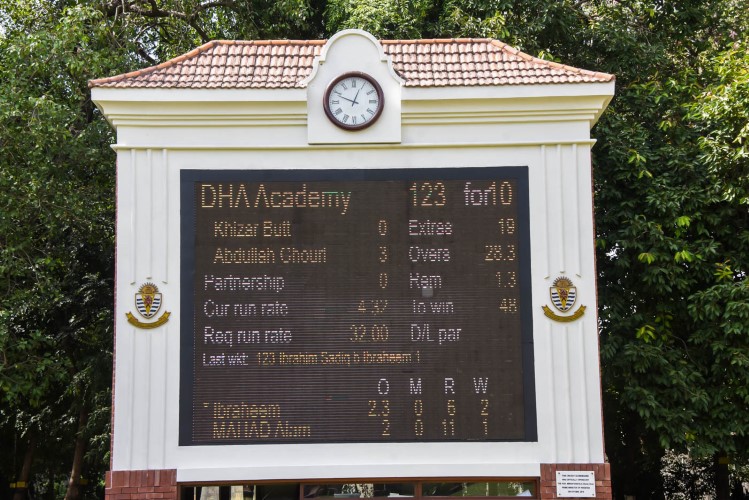 DHA Academy 123 for 10
Khizar Butt 0 Extras 19
Abdullah Ghouri 3 Overs 28.3
Partnership 0 Rem 1.3
Cur run rate 4.32 To win 48
Req run rate 32.00 D/L par
Last wkt: 123 Ibrahim Sadiq b Ibraheem 1
O M R W
* Ibraheem 2.3 0 6 2
MAHAD Alam 2 0 11 1